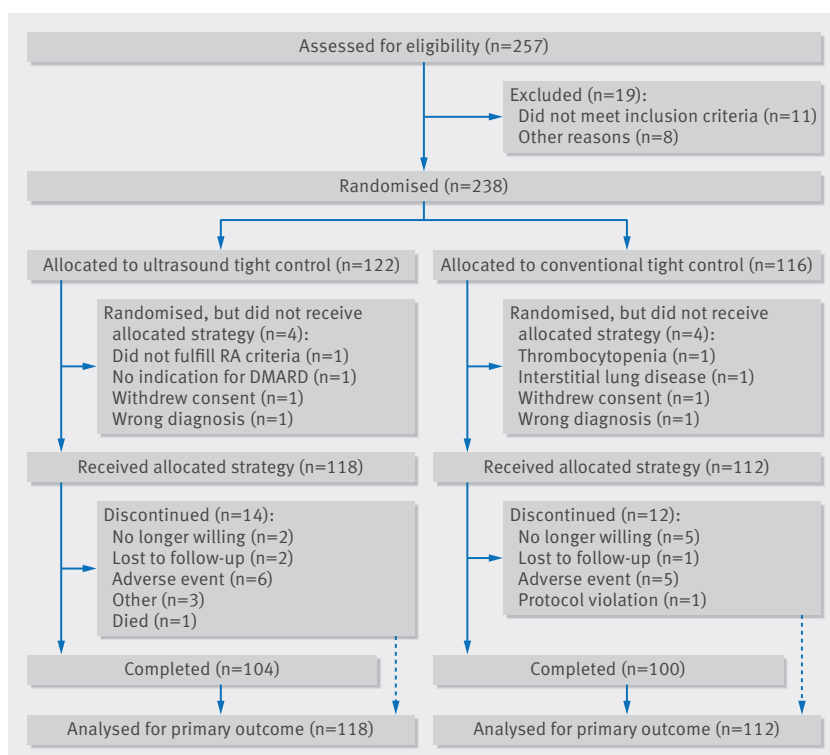 Assessed for eligibility (n=257)
Excluded (n=19):
Did not meet inclusion criteria (n=11)
Other reasons (n=8)
Randomised (n=238)
Allocated to ultrasound tight control (n=122)
Randomised, but did not receive
allocated strategy (n=4):
Did not fulfill RA criteria (n=1)
No indication for DMARD (n=1)
Withdrew consent (n=1)
Wrong diagnosis (n=1)
Received allocated strategy (n=118)
Discontinued (n=14):
No longer willing (n=2)
Lost to follow-up (n=2)
Adverse event (n=6)
Other (n=3)
Died (n=1)
Completed (n=104)
Analysed for primary outcome (n=118)
Allocated to conventional tight control (n=116)
Randomised, but did not receive
allocated strategy (n=4):
Thrombocytopenia (n=1)
Interstitial lung disease (n=1)
Withdrew consent (n=1)
Wrong diagnosis (n=1)
Received allocated strategy (n=112)
Discontinued (n=12):
No longer willing (n=5)
Lost to follow-up (n=1)
Adverse event (n=5)
Protocol violation (n=1)
Completed (n=100)
Analysed for primary outcome (n=112)